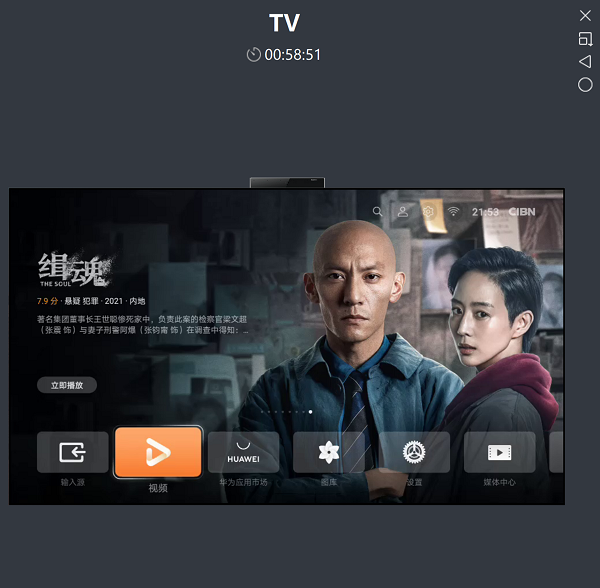 TV
00:58:51
21:53 CIBN
缉魂
THE SOUL
7.9 分 · 悬疑 犯罪 · 2021 · 内地
著名集团董事长王世聪惨死家中，负责此案的检察官梁文超
（张震 饰）与妻子刑警阿爆（张钧甯 饰）在调查中得知：...
立即播放
HUAWEI
输入源
视频
华为应用市场
图库
设置
媒体中心